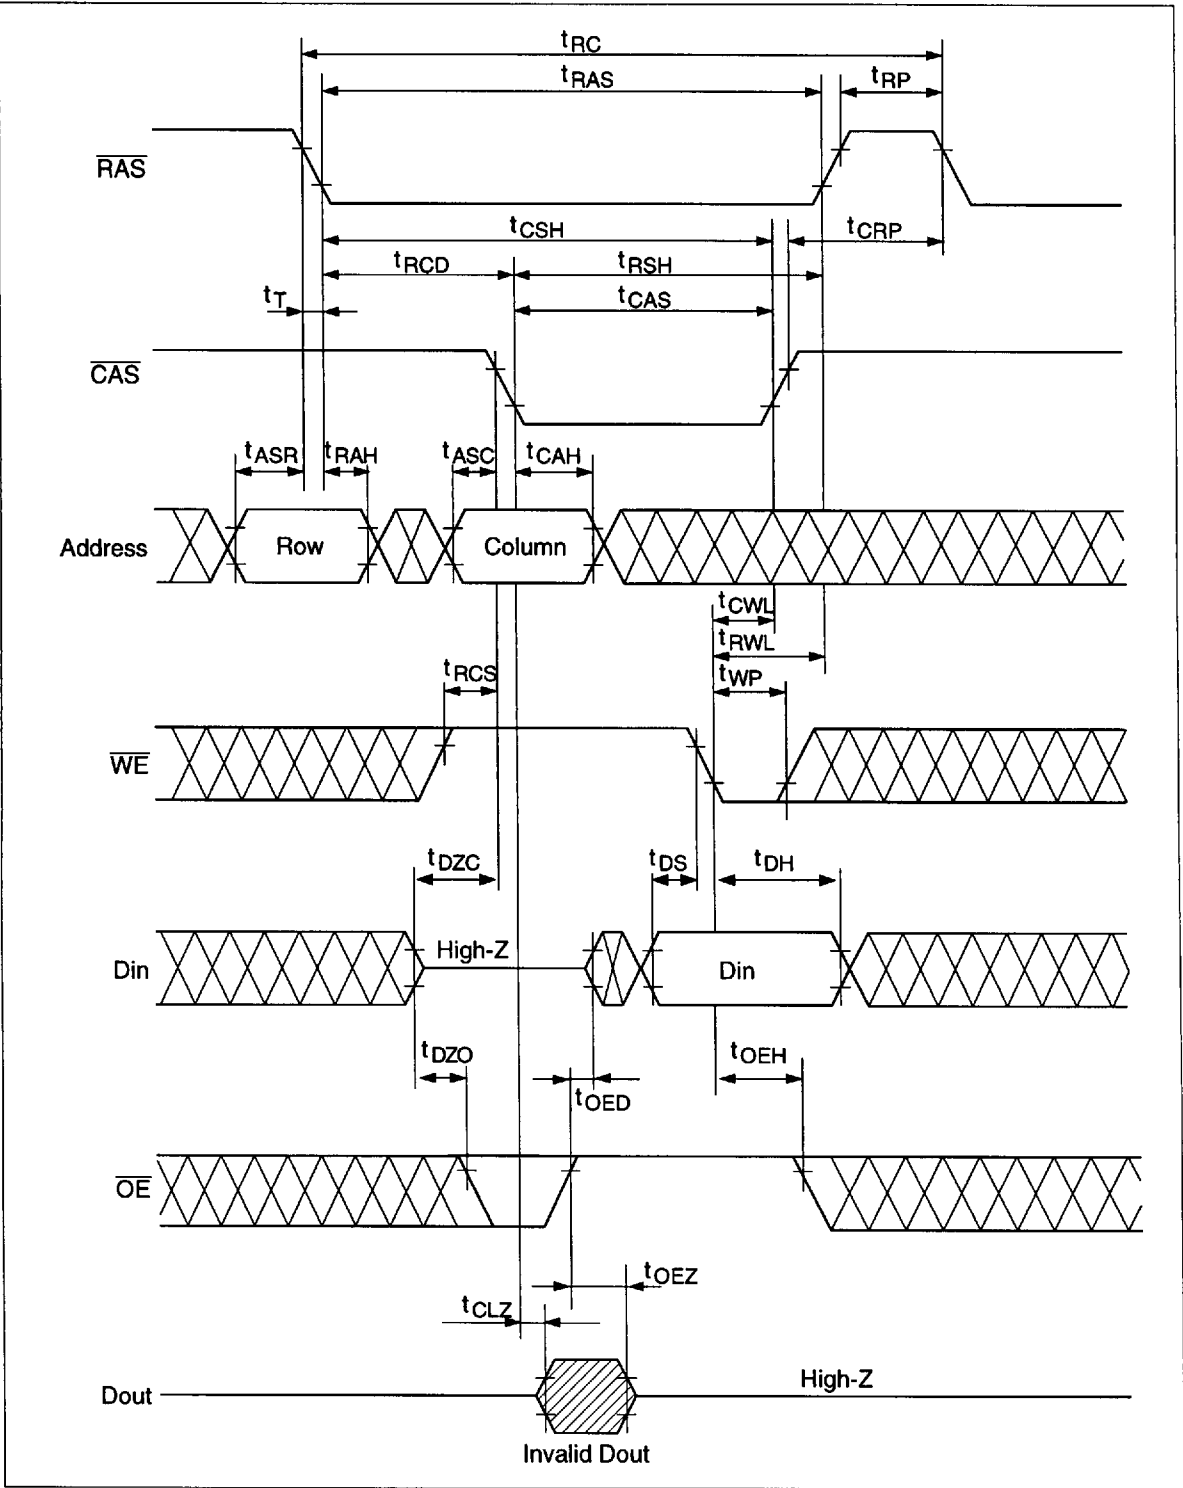 tRC
tRAS
tRP
RAS
tCSH
tCRP
tRCD
tRSH
tT
tCAS
CAS
tASR
tRAH
tASC
tCAH
Address
Row
Column
tCWL
tRWL
tRCS
tWP
WE
tDZC
tDS
tDH
Din
High-Z
Din
tDZO
tOEH
tOED
OE
tOEZ
tCLZ
Dout
High-Z
Invalid Dout